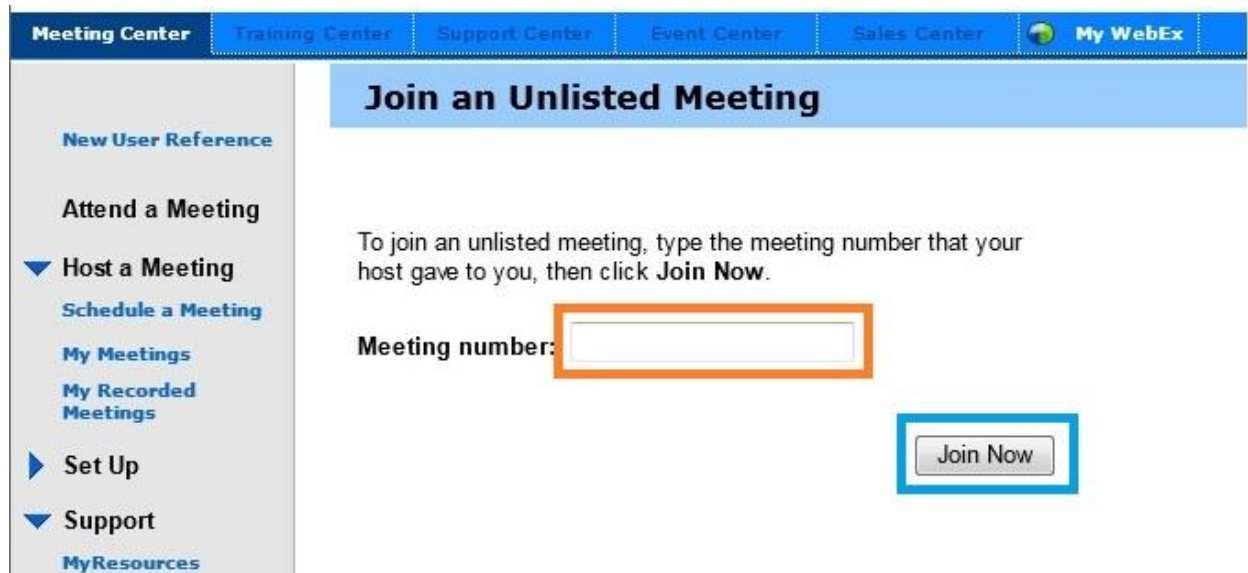 Meeting Center Training Center Support Center Event Center Sales Center My WebEx
Join an Unlisted Meeting
New User Reference
Attend a Meeting
Host a Meeting
Schedule a Meeting
My Meetings
My Recorded
Meetings
Set Up
Support
MyResources
To join an unlisted meeting, type the meeting number that your
host gave to you, then click Join Now.
Meeting number:
Join Now